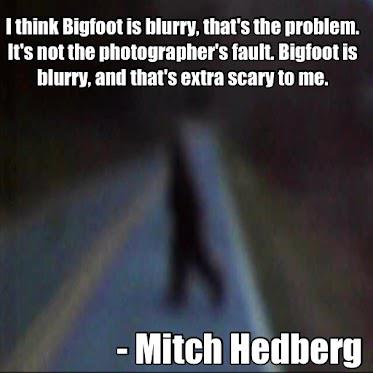 I think Bigfoot is blurry, that's the problem.
It's not the photographer's fault. Bigfoot is
blurry, and that's extra scary to me.
- Mitch Hedberg